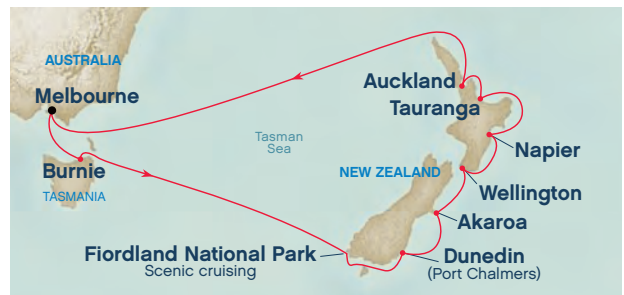 AUSTRALIA
Melbourne
Auckland
Tauranga
Tasman
Sea
Napier
Burnie
NEW ZEALAND
TASMANIA
Wellington
Akaroa
Fiordland National Park
Scenic cruising
Dunedin
(Port Chalmers)